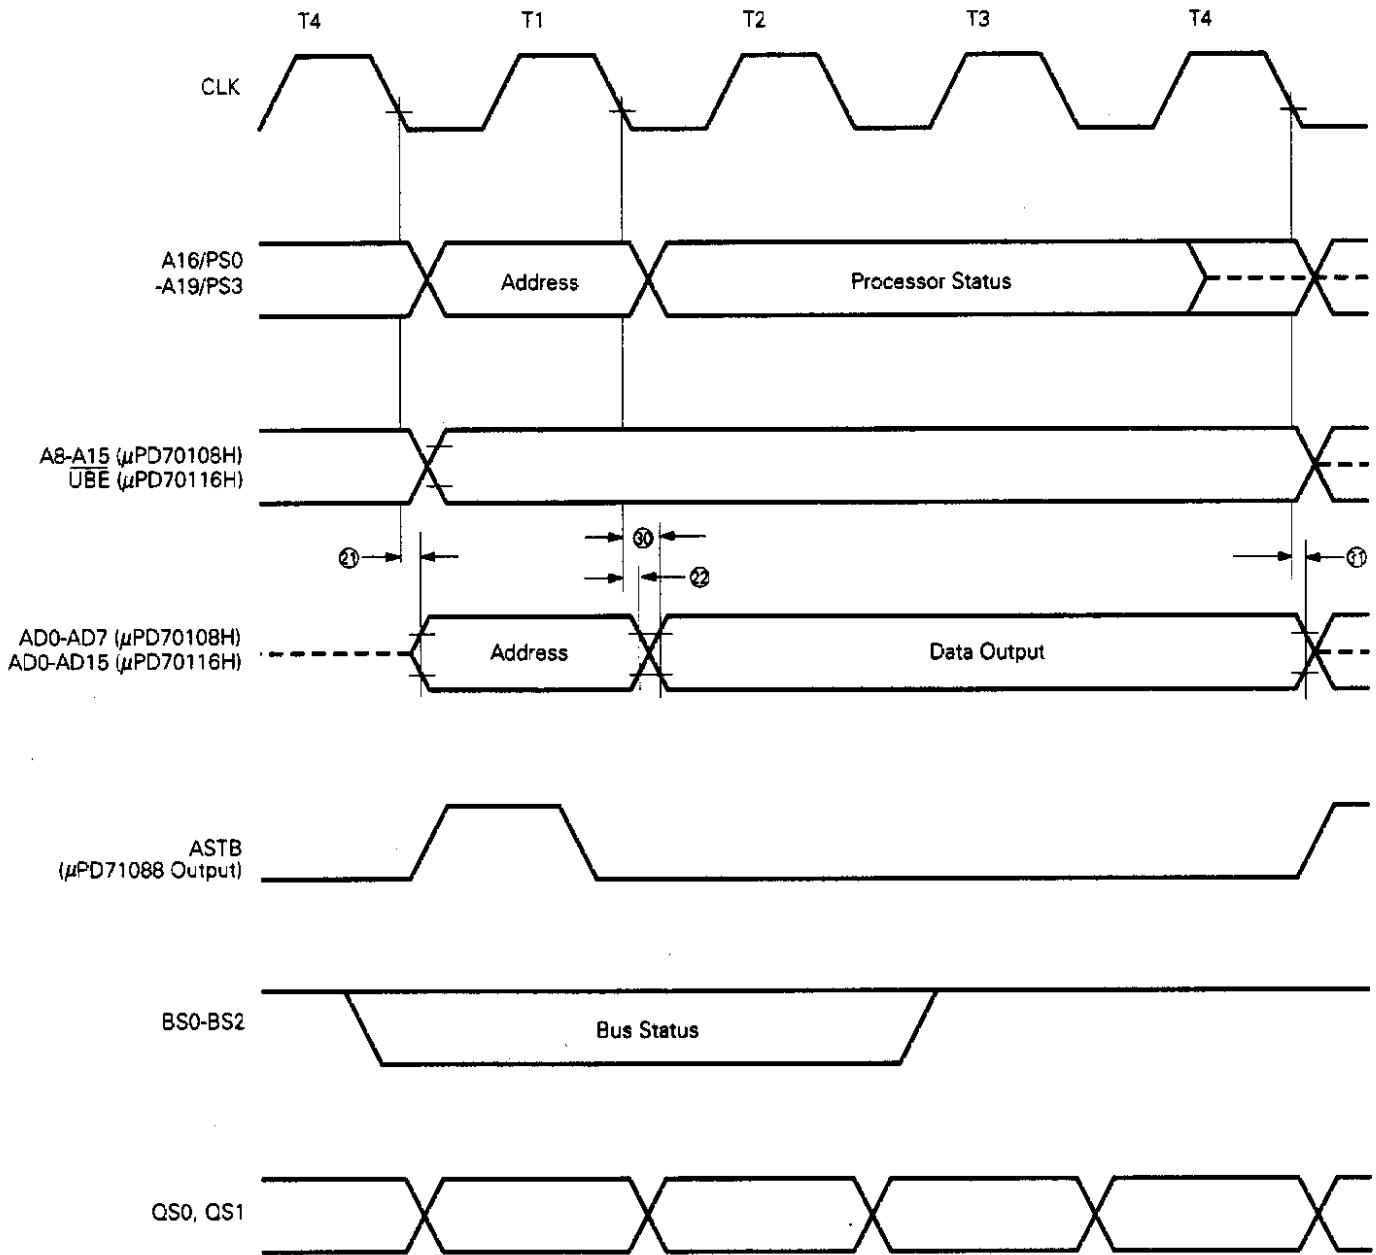 T4 T1 T2 T3 T4
CLK
A16/PS0
-A19/PS3
Address
Processor Status
A8-A15 (μPD70108H)
UBE (μPD70116H)
21
30
22
31
AD0-AD7 (μPD70108H)
AD0-AD15 (μPD70116H)
Address
Data Output
ASTB
(μPD71088 Output)
BS0-BS2
Bus Status
QS0, QS1